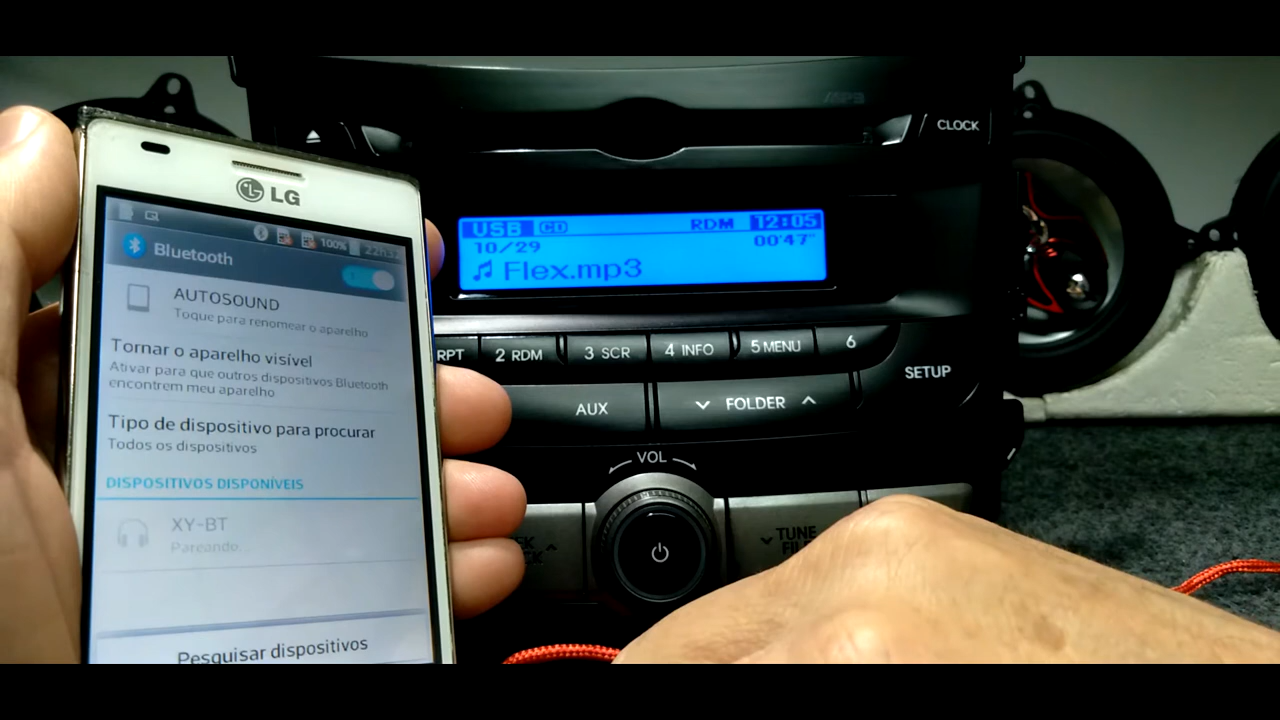 LG
100%
Bluetooth
AUTOSOUND
Toque para renomear o aparelho
Tornar o aparelho visível
Ativar para que outros dispositivos Bluetooth
encontrem meu aparelho
Tipo de dispositivo para procurar
Todos os dispositivos
DISPOSITIVOS DISPONÍVEIS
XY-BT
Pareando...
Pesquisar dispositivos
MP3
CLOCK
USB CD RDM 12:05
10/29 00'47"
Flex.mp3
RPT 2 RDM 3 SCR 4 INFO 5 MENU 6
SETUP
AUX FOLDER
VOL
TUNE